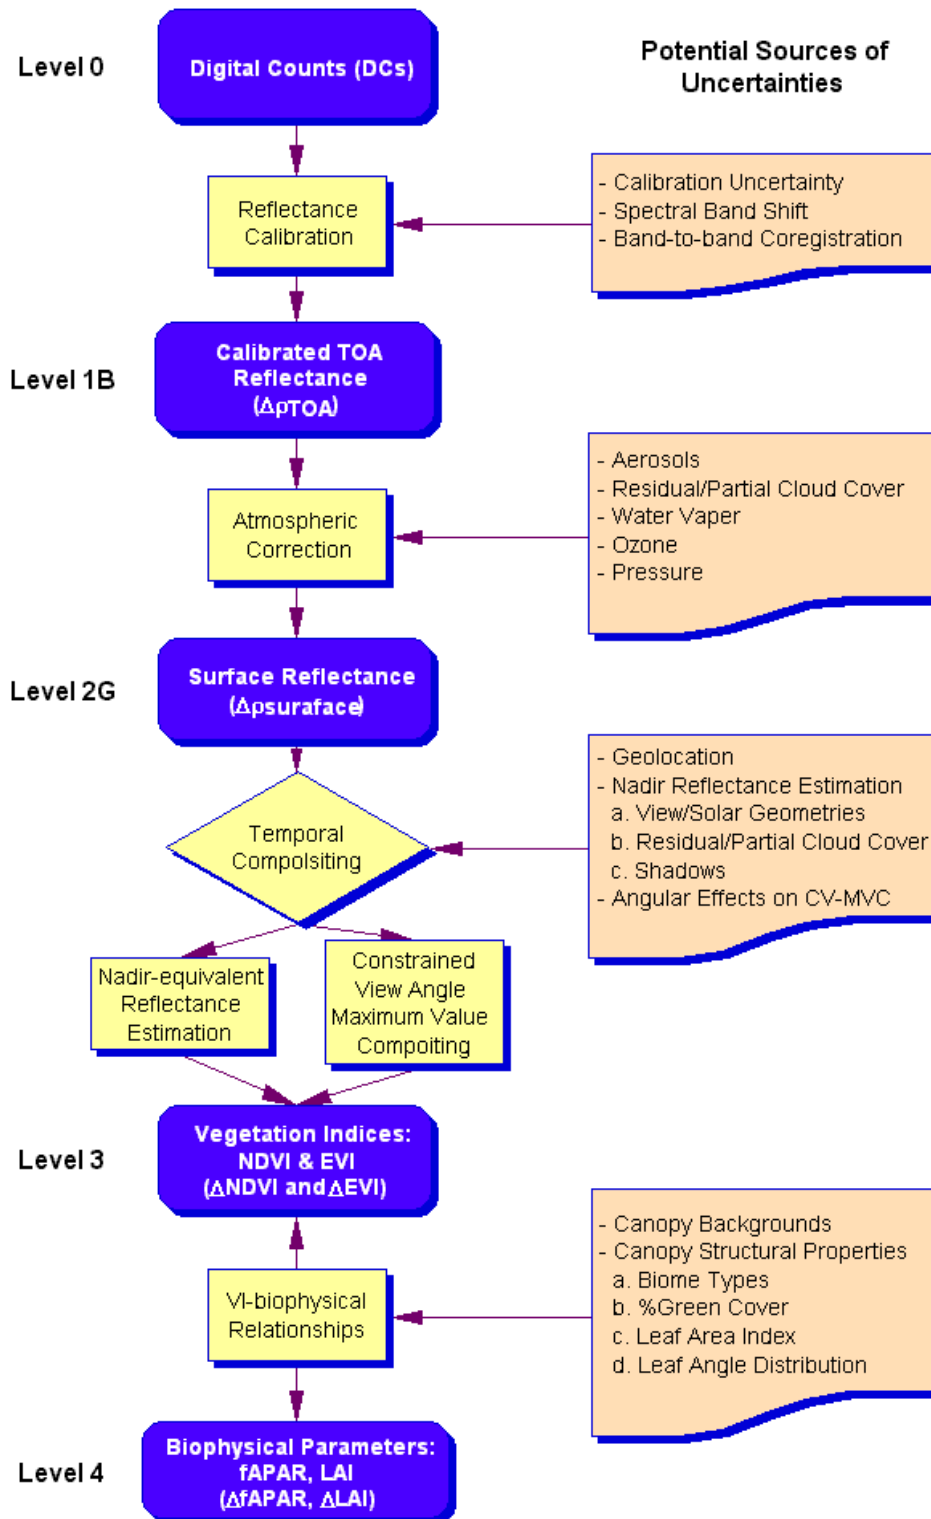 Level 0
Digital Counts (DCs)
Potential Sources of
Uncertainties
Reflectance
Calibration
- Calibration Uncertainty
- Spectral Band Shift
- Band-to-band Coregistration
Level 1B
Calibrated TOA
Reflectance
(ΔρTOA)
Atmospheric
Correction
- Aerosols
- Residual/Partial Cloud Cover
- Water Vaper
- Ozone
- Pressure
Level 2G
Surface Reflectance
(Δρsuraface)
Temporal
Compolsiting
- Geolocation
- Nadir Reflectance Estimation
a. View/Solar Geometries
b. Residual/Partial Cloud Cover
c. Shadows
- Angular Effects on CV-MVC
Nadir-equivalent
Reflectance
Estimation
Constrained
View Angle
Maximum Value
Compoiting
Level 3
Vegetation Indices:
NDVI & EVI
(ΔNDVI and ΔEVI)
VI-biophysical
Relationships
- Canopy Backgrounds
- Canopy Structural Properties
a. Biome Types
b. %Green Cover
c. Leaf Area Index
d. Leaf Angle Distribution
Level 4
Biophysical Parameters:
fAPAR, LAI
(ΔfAPAR, ΔLAI)